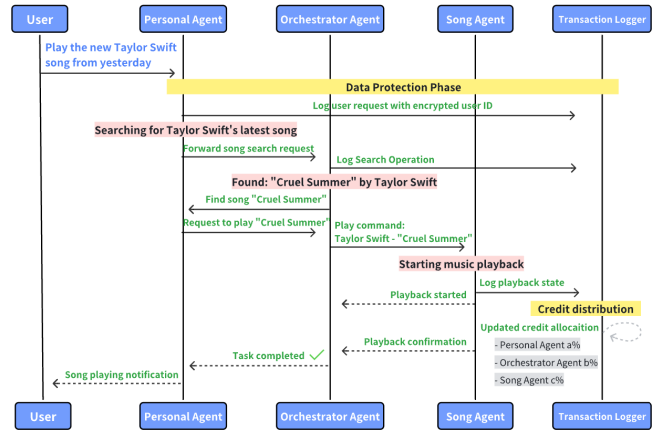 User
Personal Agent
Orchestrator Agent
Song Agent
Transaction Logger
Play the new Taylor Swift
song from yesterday
Data Protection Phase
Log user request with encrypted user ID
Searching for Taylor Swift's latest song
Forward song search request
Log Search Operation
Found: "Cruel Summer" by Taylor Swift
Find song "Cruel Summer"
Request to play "Cruel Summer"
Play command:
Taylor Swift - "Cruel Summer"
Starting music playback
Log playback state
Playback started
Credit distribution
Updated credit allocaition
Playback confirmation
- Personal Agent a%
Task completed
- Orchestrator Agent b%
Song playing notification
- Song Agent c%
User
Personal Agent
Orchestrator Agent
Song Agent
Transaction Logger